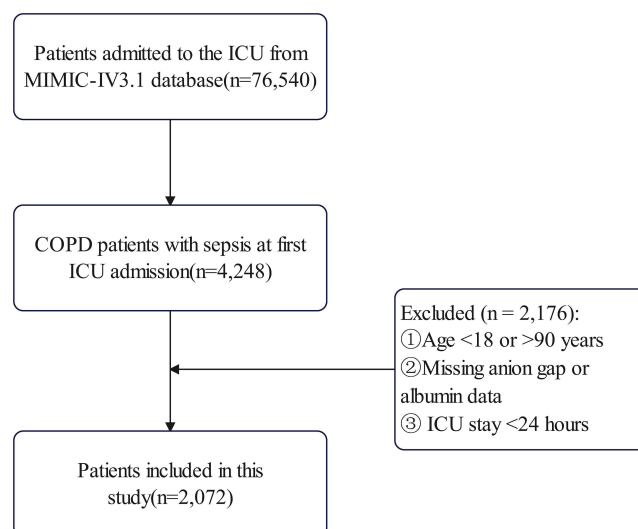 Patients admitted to the ICU from
MIMIC-IV3.1 database(n=76,540)
COPD patients with sepsis at first
ICU admission(n=4,248)
Excluded (n = 2,176):
①Age <18 or >90 years
②Missing anion gap or
albumin data
③ ICU stay <24 hours
Patients included in this
study(n=2,072)